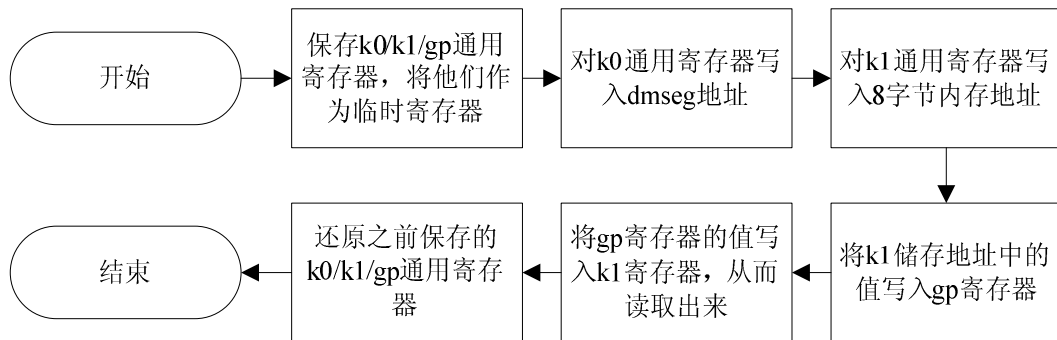 开始
保存k0/k1/gp通用
寄存器，将他们作
为临时寄存器
对k0通用寄存器写
入dmseg地址
对k1通用寄存器写
入8字节内存地址
将k1储存地址中的
值写入gp寄存器
将gp寄存器的值写
入k1寄存器，从而
读取出来
还原之前保存的
k0/k1/gp通用寄存
器
结束